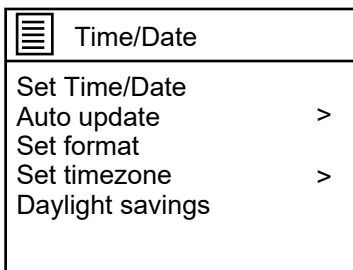 Time/Date
Set Time/Date
Auto update >
Set format
Set timezone >
Daylight savings